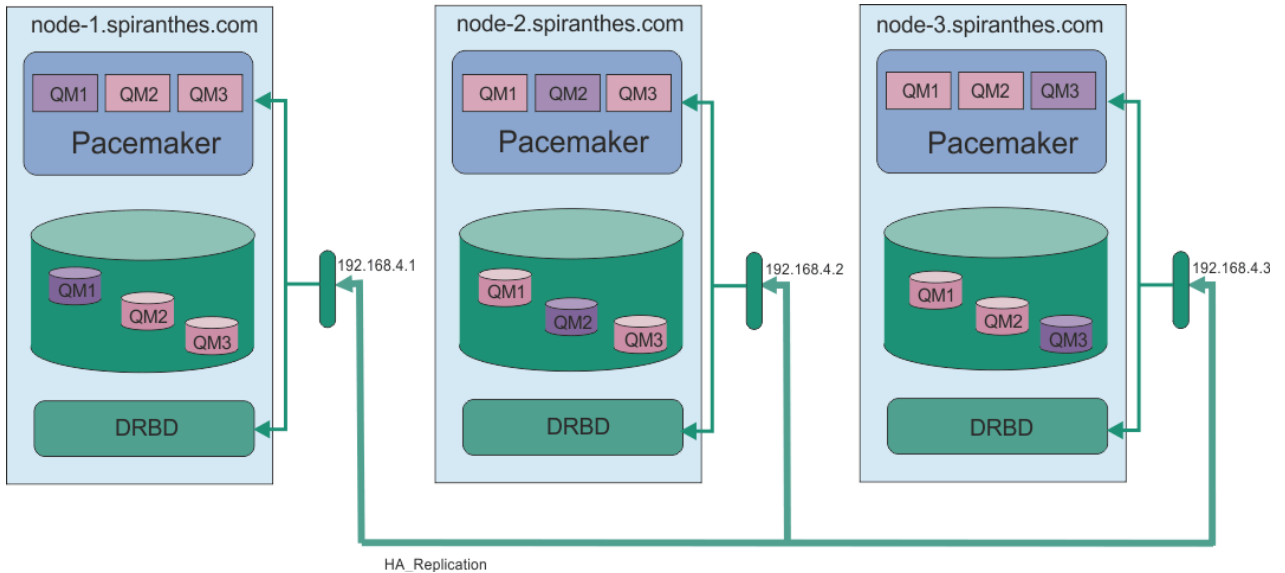 node-1.spiranthes.com
QM1 QM2 QM3
Pacemaker
192.168.4.1
QM1
QM2
QM3
DRBD
node-2.spiranthes.com
QM1 QM2 QM3
Pacemaker
192.168.4.2
QM1
QM2
QM3
DRBD
node-3.spiranthes.com
QM1 QM2 QM3
Pacemaker
192.168.4.3
QM1
QM2
QM3
DRBD
HA_Replication